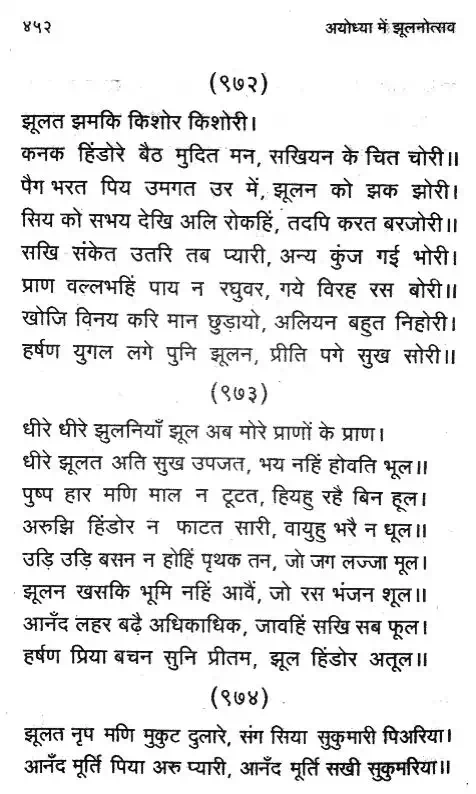 ४५२ अयोध्या में झूलनोत्सव
(९७२)
झूलत झमकि किशोर किशोरी।
कनक हिंडोरे बैठ मुदित मन, सखियन के चित चोरी॥
पैग भरत पिय उमगत उर में, झूलन को झक झोरी।
सिय को सभय देखि अलि रोकहिं, तदपि करत बरजोरी॥
सखि संकेत उतरि तब प्यारी, अन्य कुंज गई भोरी।
प्राण वल्लभहिं पाय न रघुवर, गये विरह रस बोरी॥
खोजि विनय करि मान छुड़ायो, अलियन बहुत निहोरी।
हर्षण युगल लगे पुनि झूलन, प्रीति पगे सुख सोरी॥
(९७३)
धीरे धीरे झुलनियाँ झूल अब मोरे प्राणों के प्राण।
धीरे झूलत अति सुख उपजत, भय नहिं होवति भूल॥
पुष्प हार मणि माल न टूटत, हियहु रहै बिन हूल।
अरुझि हिंडोर न फाटत सारी, वायुहु भरै न धूल॥
उड़ि उड़ि बसन न होहिं पृथक तन, जो जग लज्जा मूल।
झूलन खसकि भूमि नहिं आवैं, जो रस भंजन शूल॥
आनँद लहर बढ़ै अधिकाधिक, जावहिं सखि सब फूल।
हर्षण प्रिया बचन सुनि प्रीतम, झूल हिंडोर अतूल॥
(९७४)
झूलत नृप मणि मुकुट दुलारे, संग सिया सुकुमारी पिअरिया।
आनँद मूर्ति पिया अरु प्यारी, आनँद मूर्ति सखी सुकुमरिया॥